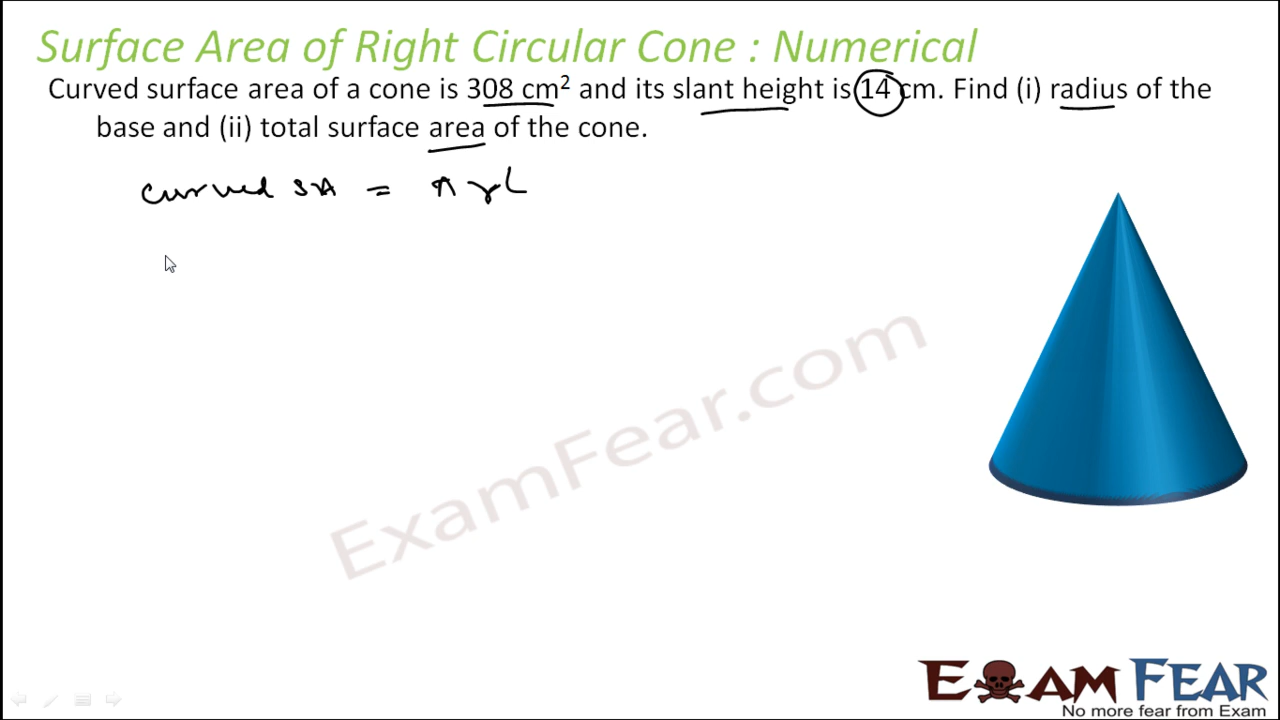 Surface Area of Right Circular Cone : Numerical
Curved surface area of a cone is 308 cm² and its slant height is 14 cm. Find (i) radius of the
base and (ii) total surface area of the cone.
curved SA = π r L
ExamFear.com
EXAM FEAR
No more fear from Exam